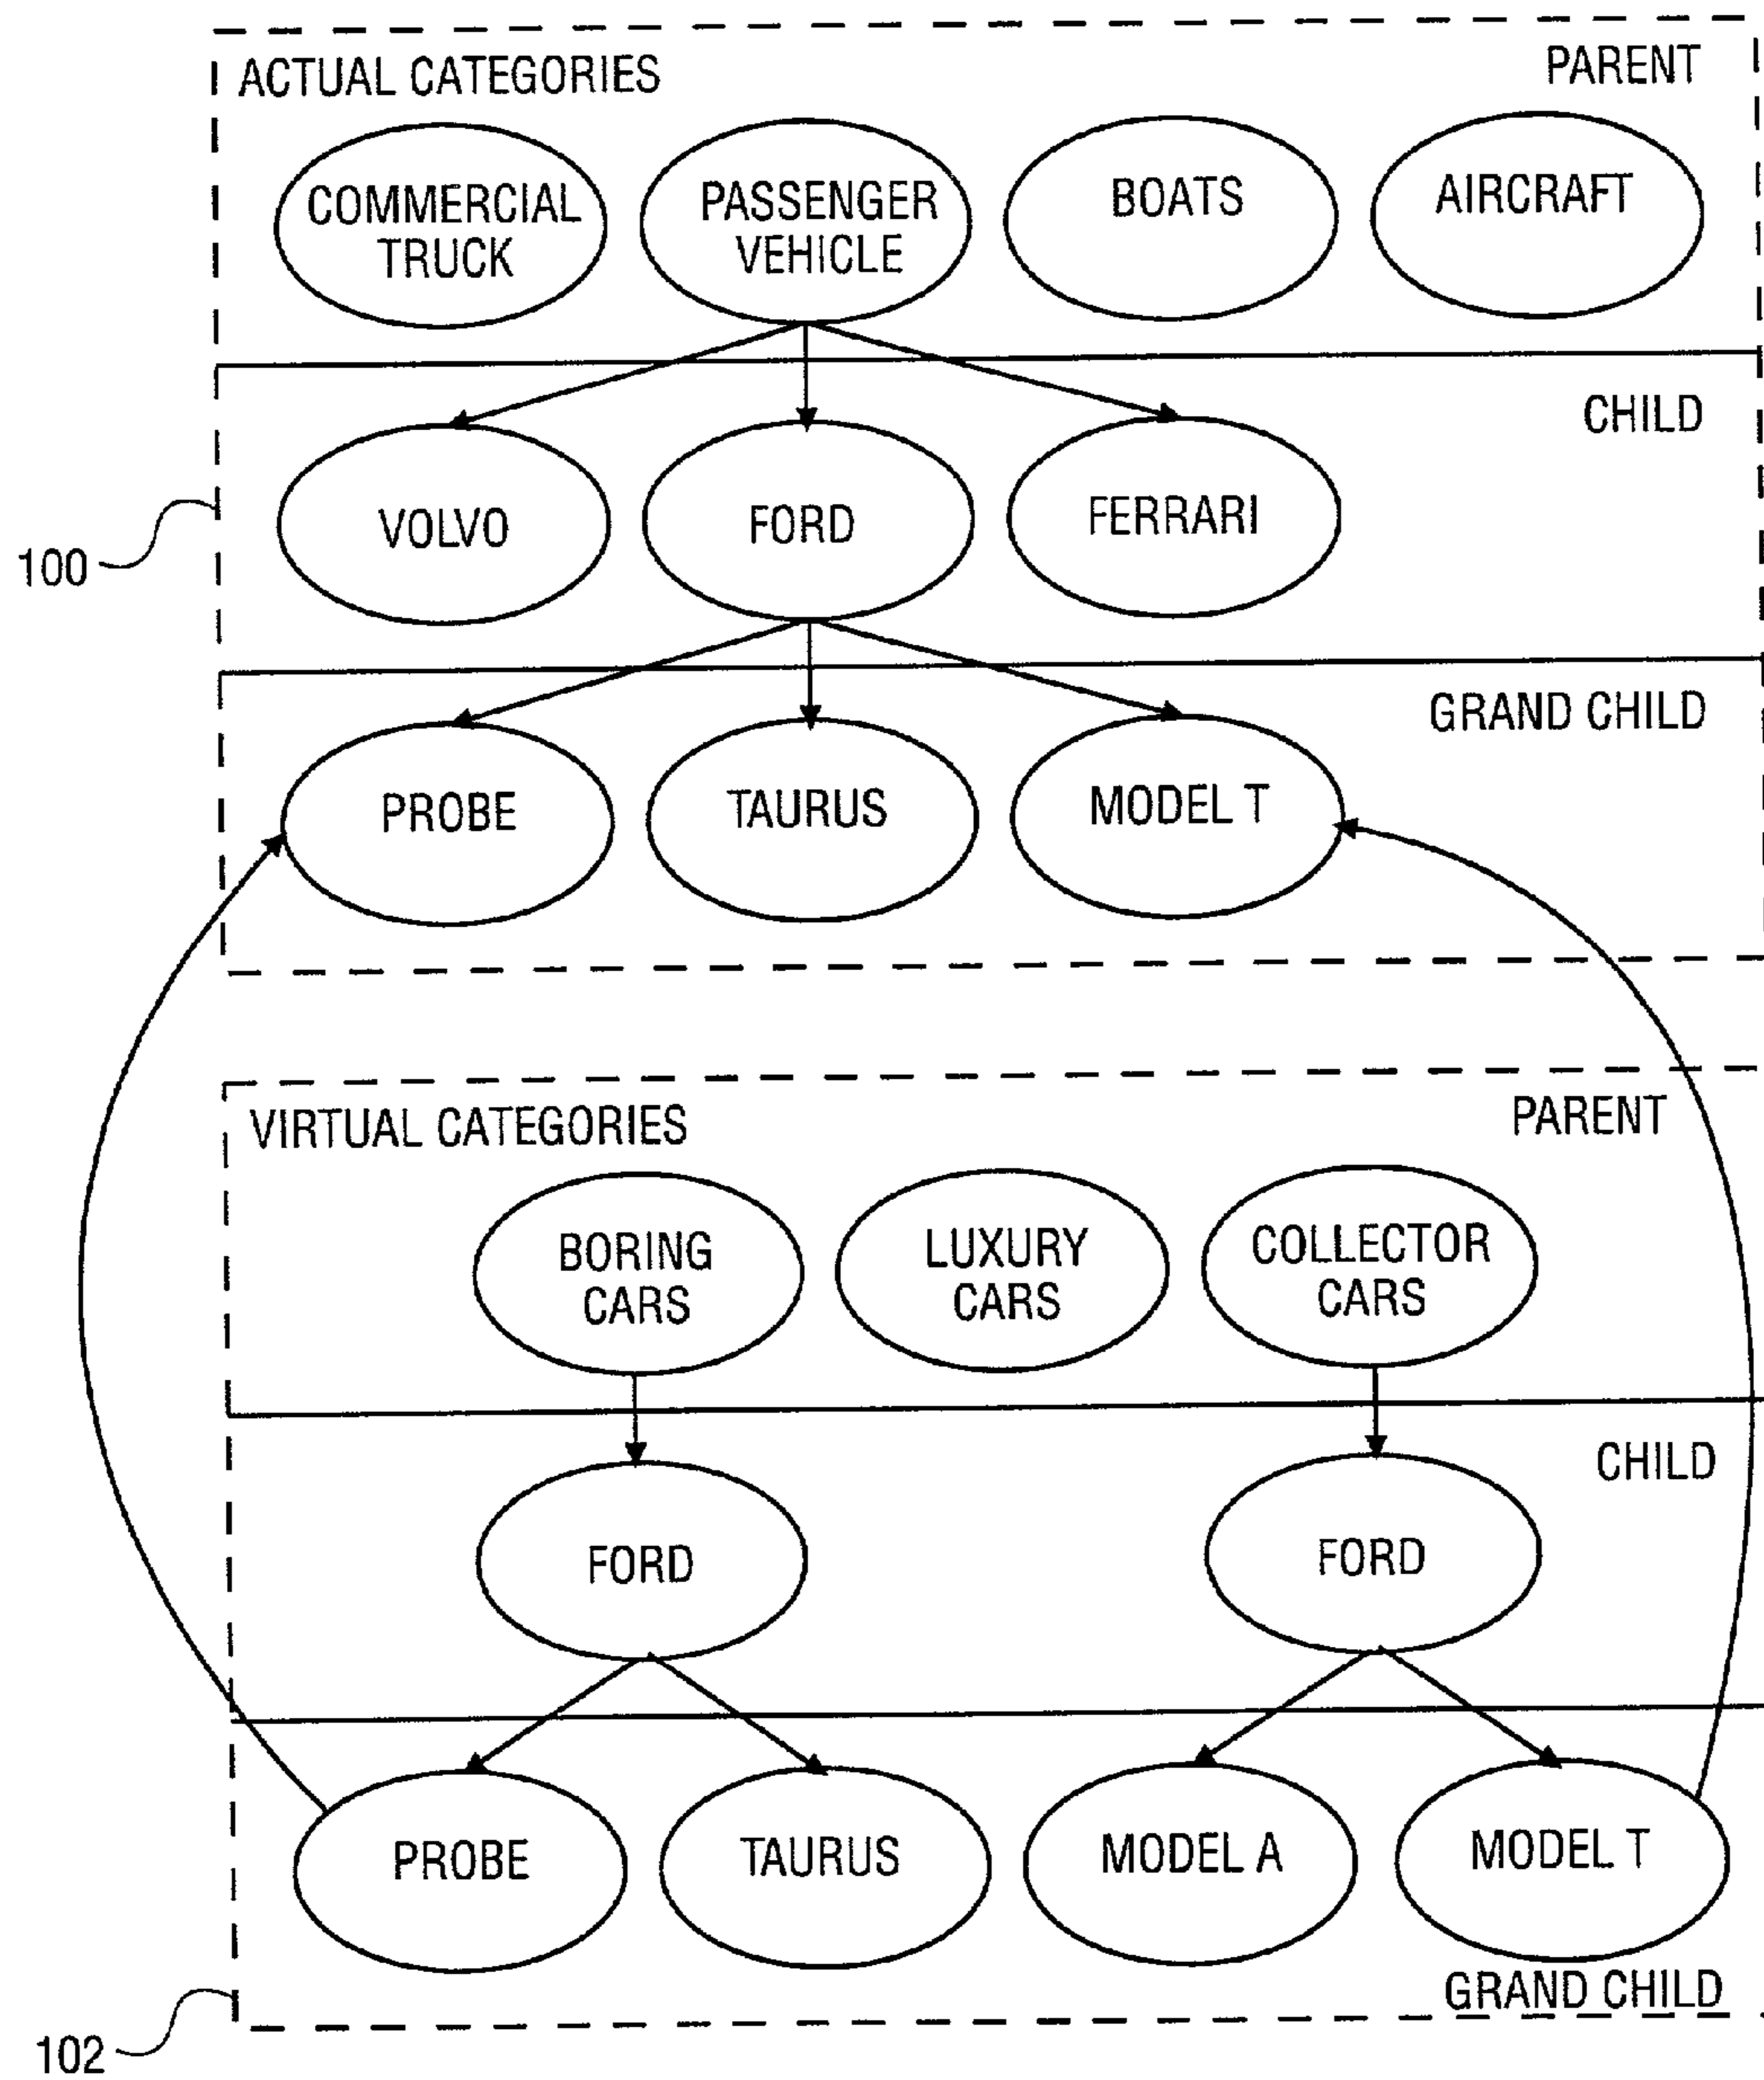 ACTUAL CATEGORIES
PARENT
COMMERCIAL
TRUCK
PASSENGER
VEHICLE
BOATS
AIRCRAFT
CHILD
VOLVO
FORD
FERRARI
100
GRAND CHILD
PROBE
TAURUS
MODEL T
VIRTUAL CATEGORIES
PARENT
BORING
CARS
LUXURY
CARS
COLLECTOR
CARS
CHILD
FORD
FORD
PROBE
TAURUS
MODEL A
MODEL T
GRAND CHILD
102